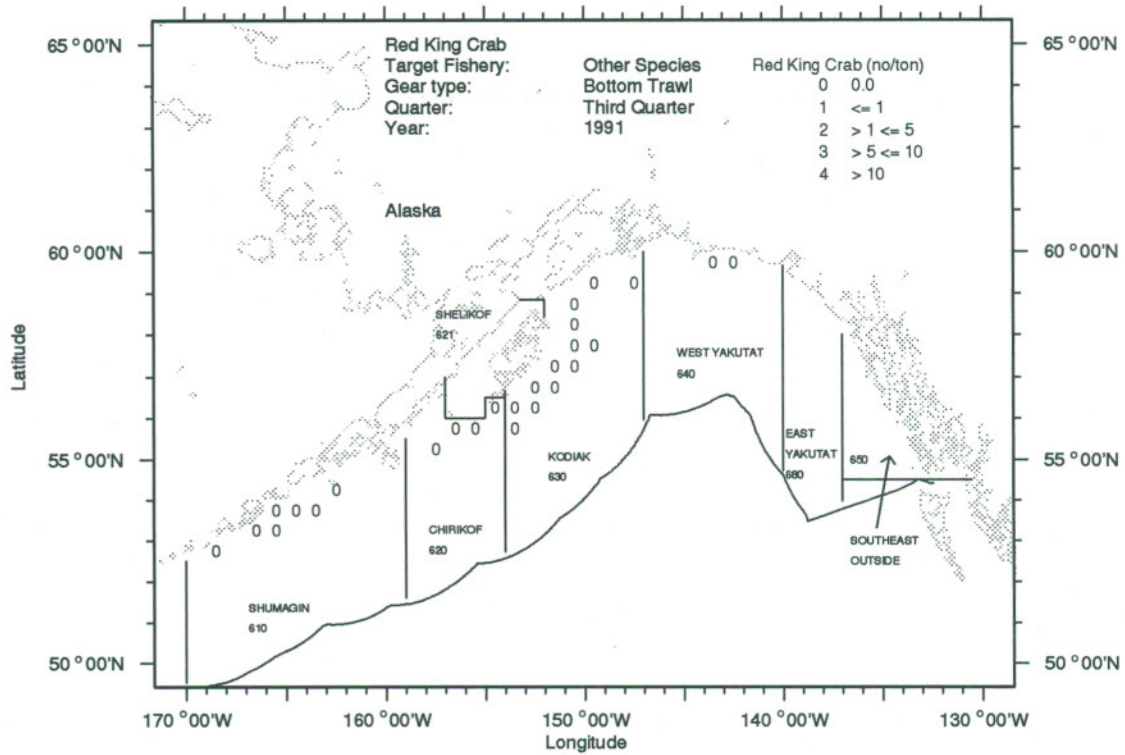 65 °00'N
65 °00'N
Red King Crab
Target Fishery: Other Species
Gear type: Bottom Trawl
Quarter: Third Quarter
Year: 1991
Red King Crab (no/ton)
0 0.0
1 <= 1
2 > 1 <= 5
3 > 5 <= 10
4 > 10
Alaska
60 °00'N
60 °00'N
0 0
0 0
0
SHELIKOF
621
0
0 0
0 0
0 0
0 0 0
0 0 0
0
WEST YAKUTAT
640
EAST
YAKUTAT
680
650
KODIAK
630
55 °00'N
55 °00'N
0
0 0 0
0 0
0
CHIRIKOF
620
SOUTHEAST
OUTSIDE
SHUMAGIN
610
50 °00'N
50 °00'N
Latitude
170 °00'W 160 °00'W 150 °00'W 140 °00'W 130 °00'W
Longitude